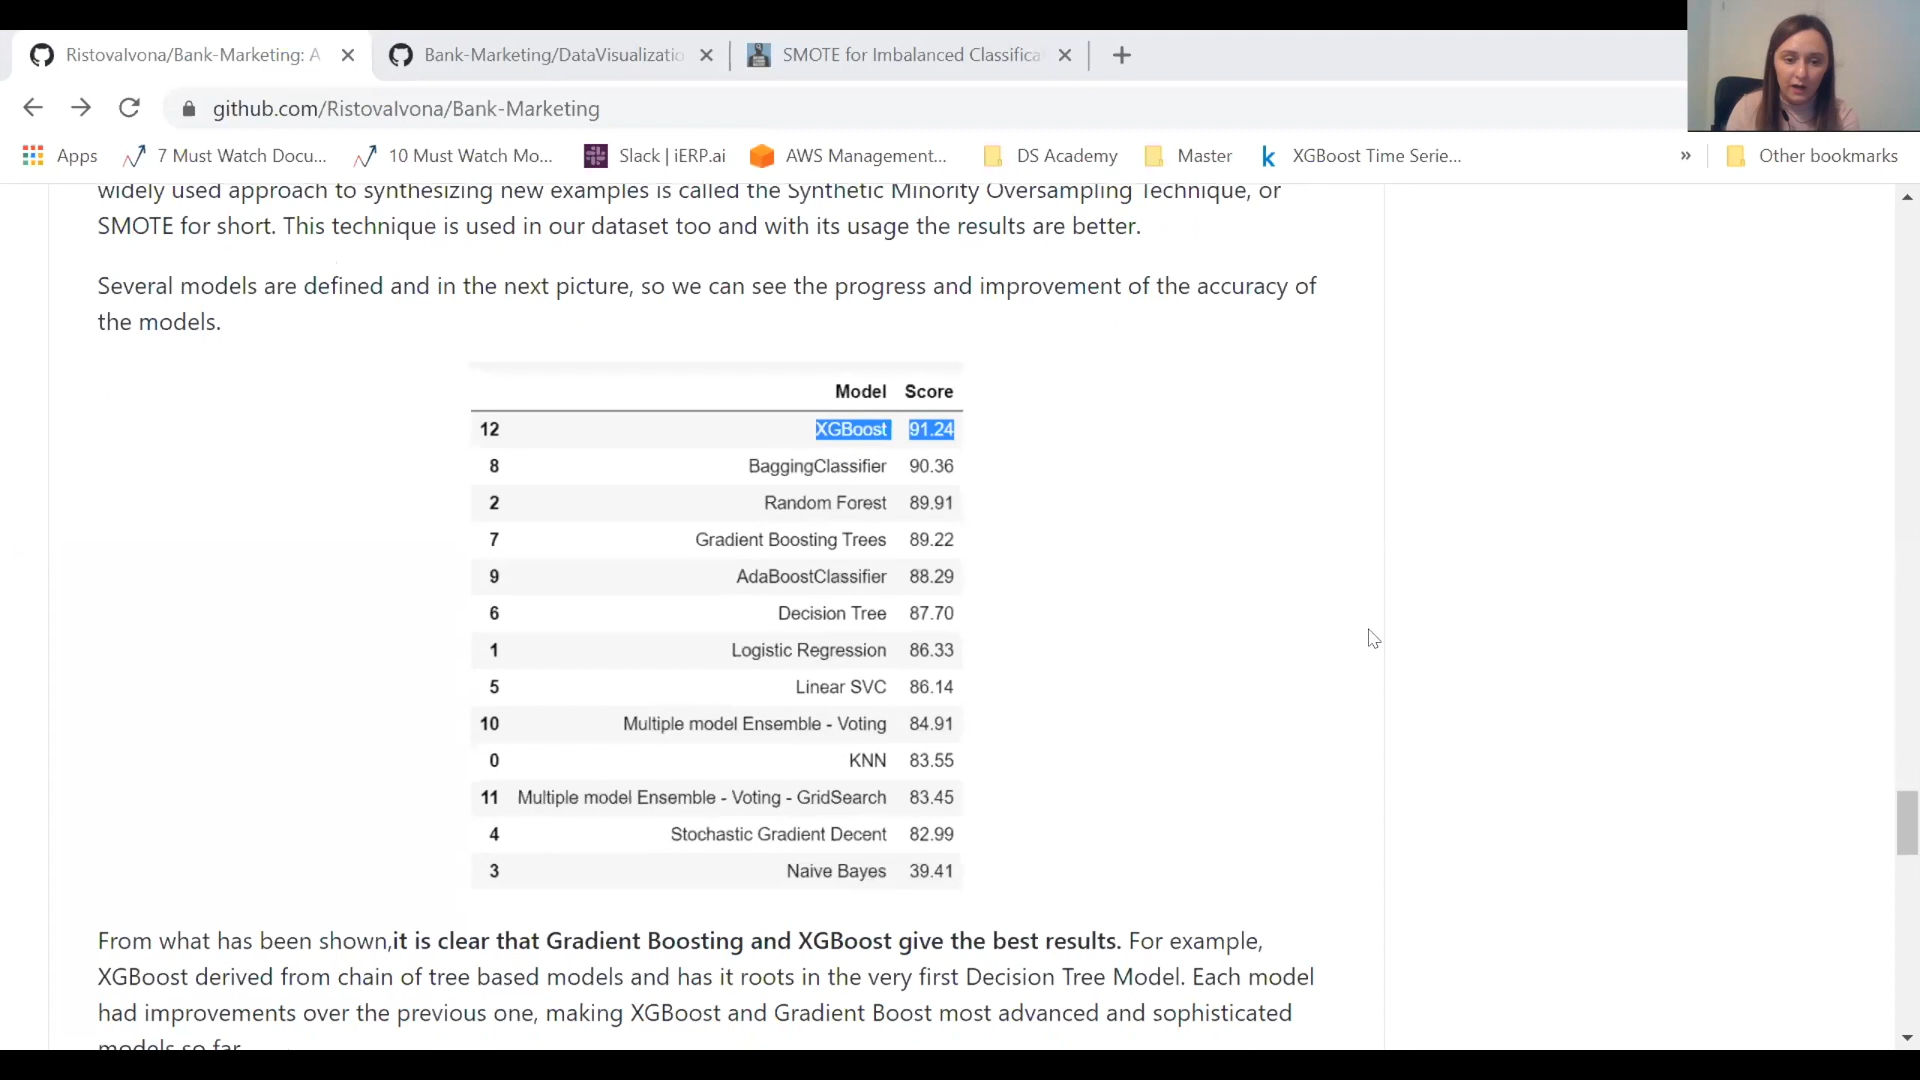 RistovaIvona/Bank-Marketing: A
Bank-Marketing/DataVisualizatio
SMOTE for Imbalanced Classifica
github.com/RistovaIvona/Bank-Marketing
Apps
7 Must Watch Docu...
10 Must Watch Mo...
Slack | iERP.ai
AWS Management...
DS Academy
Master
XGBoost Time Serie...
»
Other bookmarks
widely used approach to synthesizing new examples is called the Synthetic Minority Oversampling Technique, or
SMOTE for short. This technique is used in our dataset too and with its usage the results are better.
Several models are defined and in the next picture, so we can see the progress and improvement of the accuracy of
the models.
Model Score
12 XGBoost 91.24
8 BaggingClassifier 90.36
2 Random Forest 89.91
7 Gradient Boosting Trees 89.22
9 AdaBoostClassifier 88.29
6 Decision Tree 87.70
1 Logistic Regression 86.33
5 Linear SVC 86.14
10 Multiple model Ensemble - Voting 84.91
0 KNN 83.55
11 Multiple model Ensemble - Voting - GridSearch 83.45
4 Stochastic Gradient Decent 82.99
3 Naive Bayes 39.41
From what has been shown,it is clear that Gradient Boosting and XGBoost give the best results. For example,
XGBoost derived from chain of tree based models and has it roots in the very first Decision Tree Model. Each model
had improvements over the previous one, making XGBoost and Gradient Boost most advanced and sophisticated
models so far